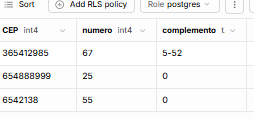 Sort Add RLS policy Role postgres
CEP int4 numero int4 complemento t
365412985 67 5-52
654888999 25 0
6542138 55 0